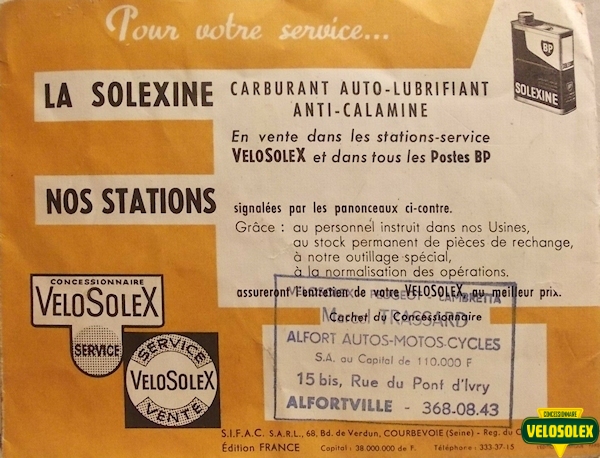 Pour votre service...
BP
SOLEXINE
LA SOLEXINE
CARBURANT AUTO-LUBRIFIANT
ANTI-CALAMINE
En vente dans les stations-service
VELOSOLEX et dans tous les Postes BP
NOS STATIONS
signalées par les panonceaux ci-contre.
Grâce : au personnel instruit dans nos Usines,
au stock permanent de pièces de rechange,
à notre outillage spécial,
à la normalisation des opérations.
assureront l'entretien de votre VELOSOLEX, au meilleur prix.
Cachet du Concessionnaire
PEUGEOT - LAMBRETTA
TRASSARD
ALFORT AUTOS-MOTOS-CYCLES
S.A. au Capital de 110.000 F
15 bis, Rue du Pont d'Ivry
ALFORTVILLE - 368.08.43
CONCESSIONNAIRE
VELOSOLEX
SERVICE
SERVICE
VELOSOLEX
VENTE
S.I.F.A.C. S.A.R.L., 68, Bd. de Verdun, COURBEVOIE (Seine) - Reg. du C
Édition FRANCE Capital : 38.000.000 de F. Téléphone : 333-37-15
CONCESSIONNAIRE
VELOSOLEX
SERVICE